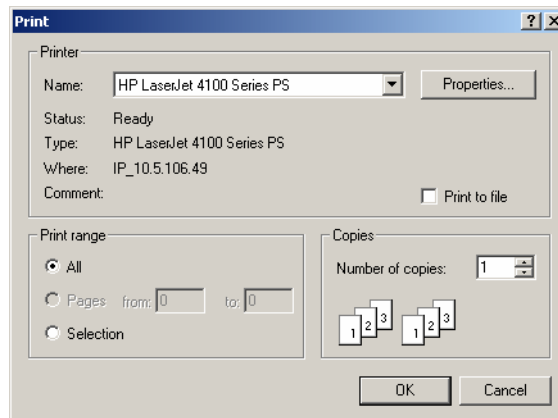 Print
Printer
Name: HP LaserJet 4100 Series PS Properties...
Status: Ready
Type: HP LaserJet 4100 Series PS
Where: IP_10.5.106.49
Comment: Print to file
Print range
All
Pages from: 0 to: 0
Selection
Copies
Number of copies: 1
1 2 3 1 2 3
OK Cancel